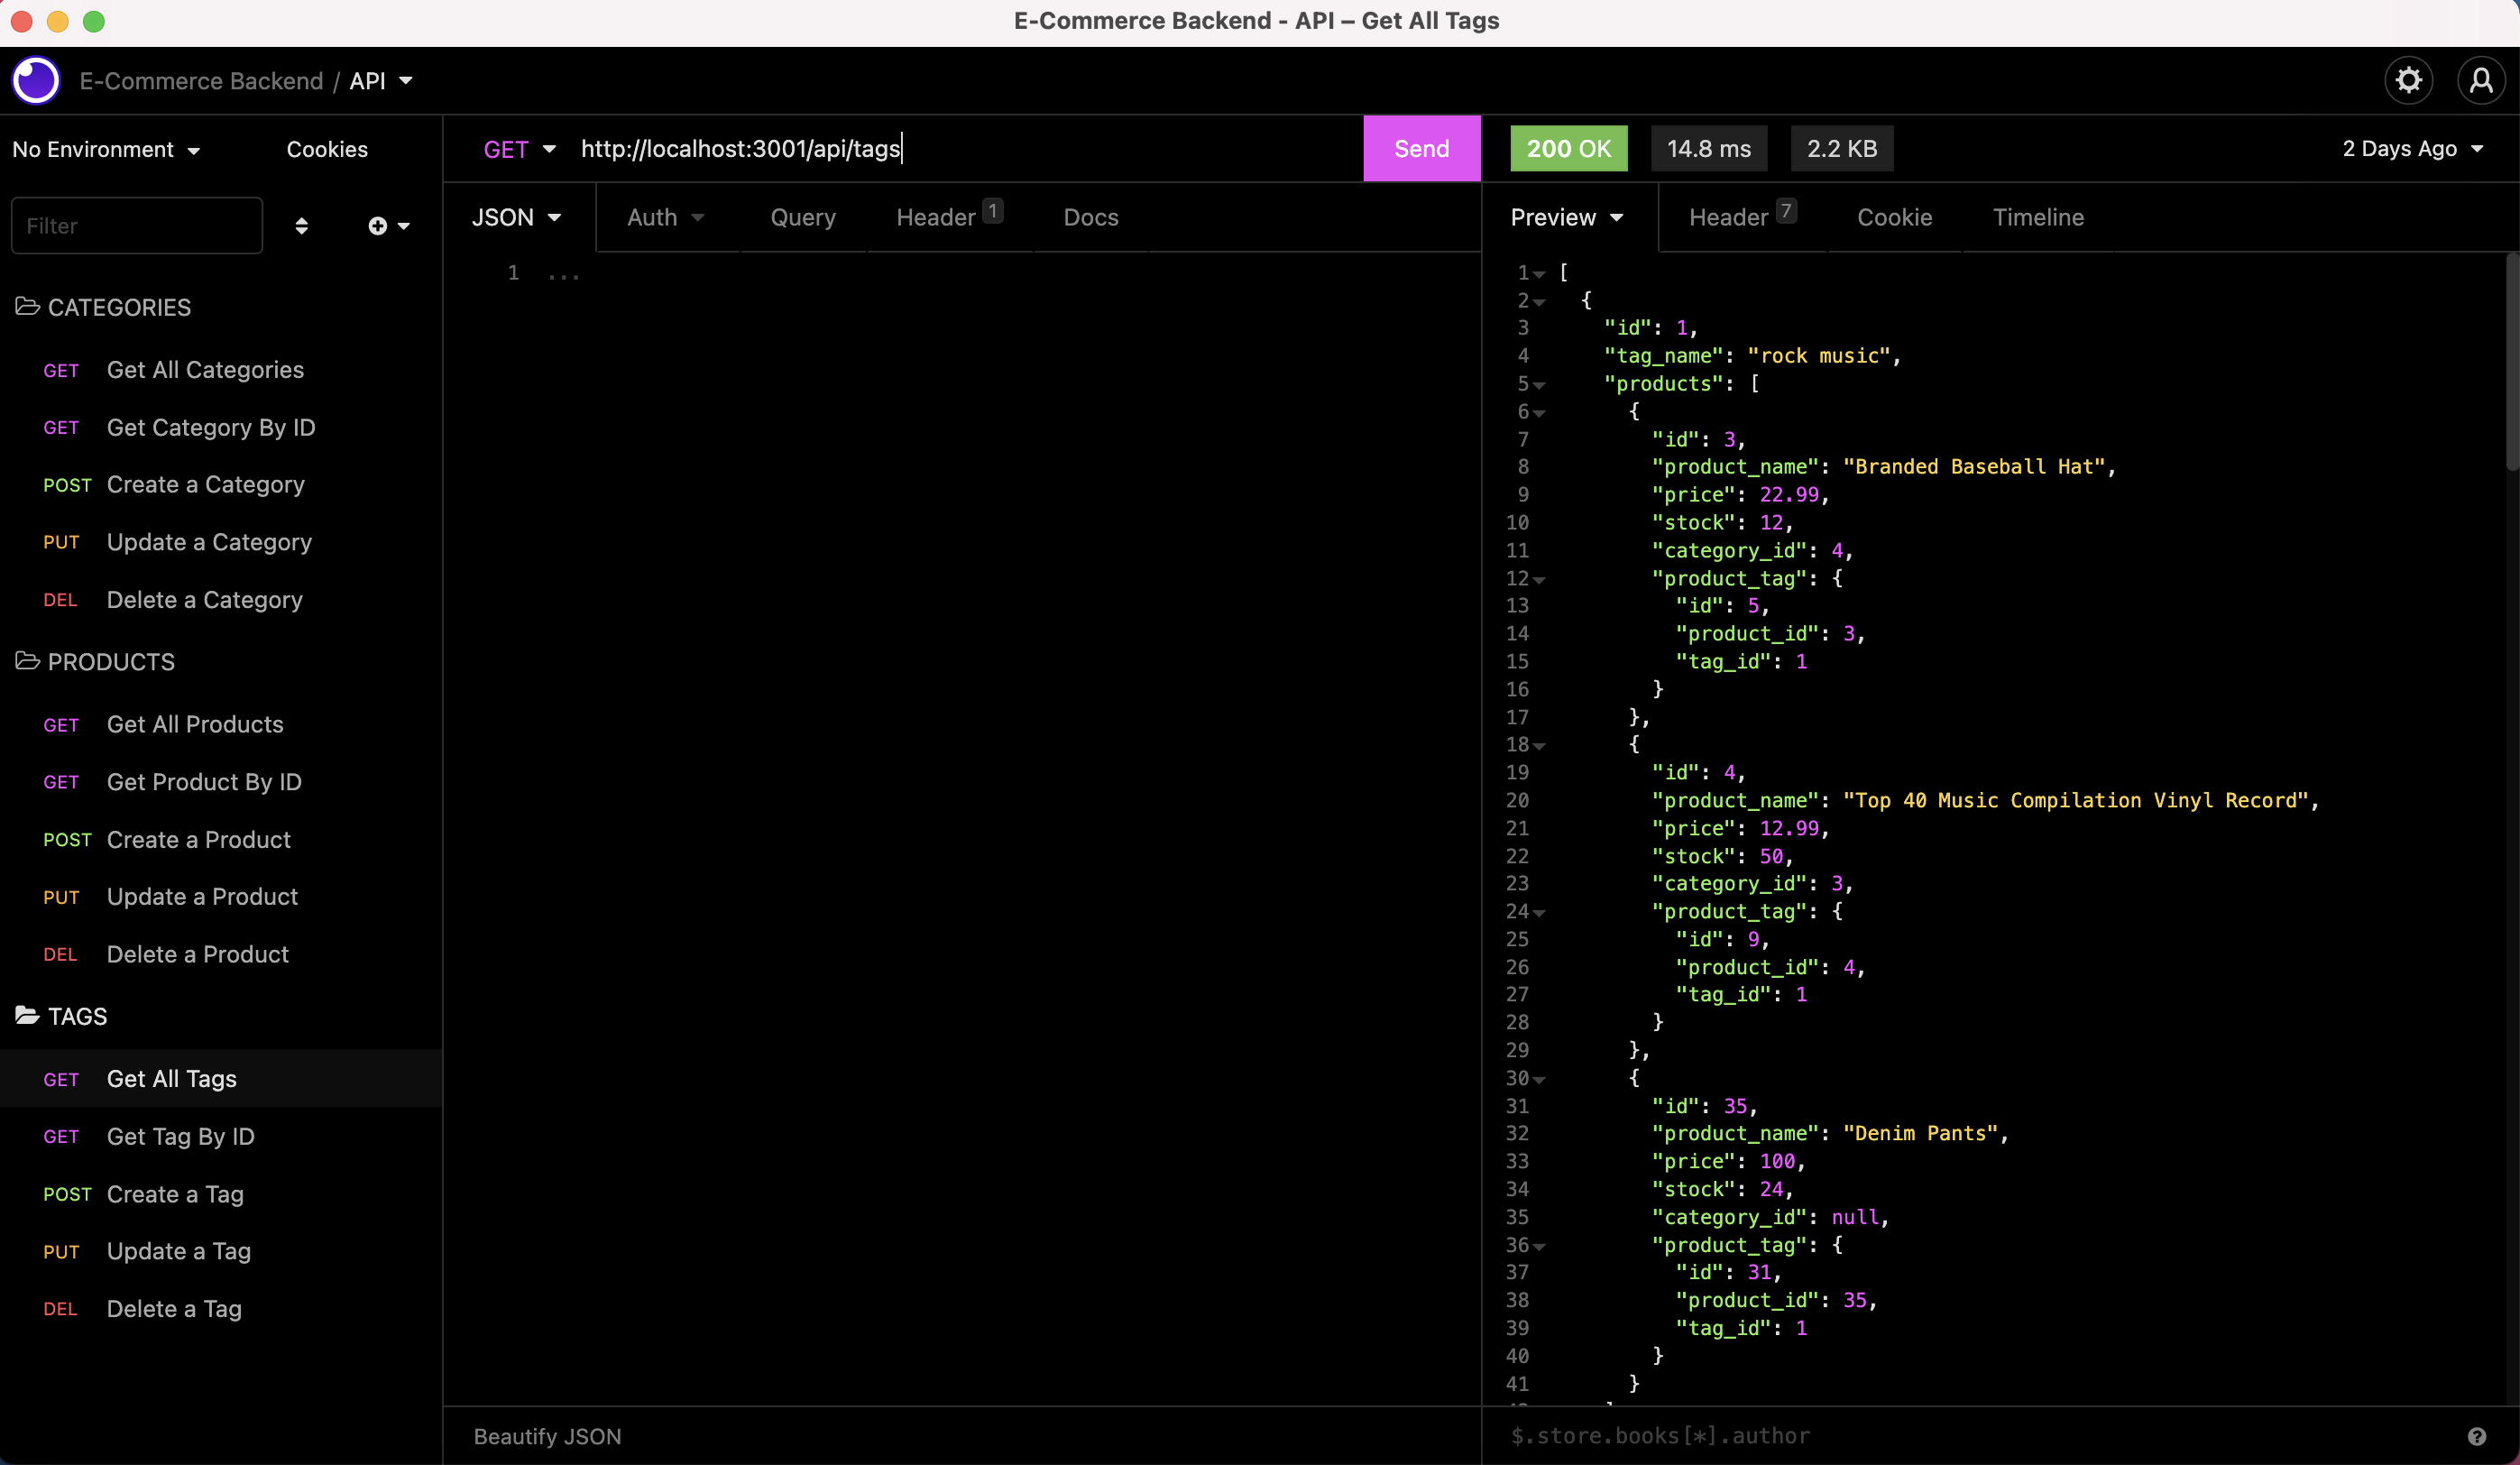 E-Commerce Backend - API – Get All Tags
E-Commerce Backend / API
No Environment
Cookies
Filter
CATEGORIES
GET Get All Categories
GET Get Category By ID
POST Create a Category
PUT Update a Category
DEL Delete a Category
PRODUCTS
GET Get All Products
GET Get Product By ID
POST Create a Product
PUT Update a Product
DEL Delete a Product
TAGS
GET Get All Tags
GET Get Tag By ID
POST Create a Tag
PUT Update a Tag
DEL Delete a Tag
GET http://localhost:3001/api/tags Send
JSON Auth Query Header 1 Docs
1 ...
Beautify JSON
200 OK 14.8 ms 2.2 KB 2 Days Ago
Preview Header 7 Cookie Timeline
1 [
2 {
3 "id": 1,
4 "tag_name": "rock music",
5 "products": [
6 {
7 "id": 3,
8 "product_name": "Branded Baseball Hat",
9 "price": 22.99,
10 "stock": 12,
11 "category_id": 4,
12 "product_tag": {
13 "id": 5,
14 "product_id": 3,
15 "tag_id": 1
16 }
17 },
18 {
19 "id": 4,
20 "product_name": "Top 40 Music Compilation Vinyl Record",
21 "price": 12.99,
22 "stock": 50,
23 "category_id": 3,
24 "product_tag": {
25 "id": 9,
26 "product_id": 4,
27 "tag_id": 1
28 }
29 },
30 {
31 "id": 35,
32 "product_name": "Denim Pants",
33 "price": 100,
34 "stock": 24,
35 "category_id": null,
36 "product_tag": {
37 "id": 31,
38 "product_id": 35,
39 "tag_id": 1
40 }
41 }
$.store.books[*].author